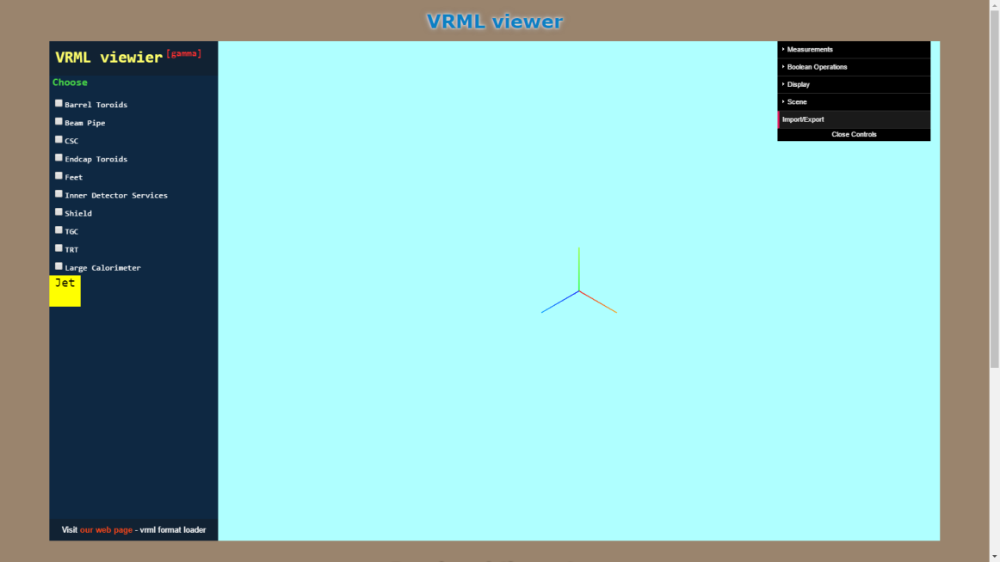 VRML viewer
VRML viewier [gamma]
Choose
Barrel Toroids
Beam Pipe
CSC
Endcap Toroids
Feet
Inner Detector Services
Shield
TGC
TRT
Large Calorimeter
Jet
Visit our web page - vrml format loader
Measurements
Boolean Operations
Display
Scene
Import/Export
Close Controls